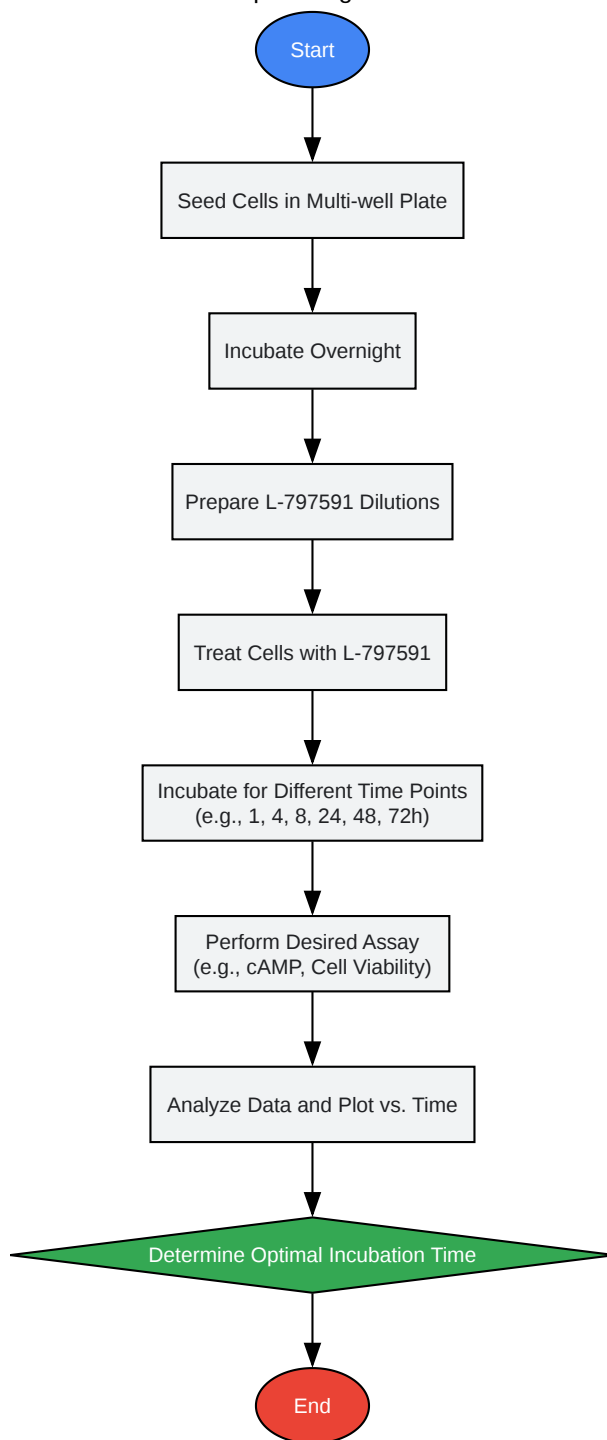 Start
Seed Cells in Multi-well Plate
Incubate Overnight
Prepare L-797591 Dilutions
Treat Cells with L-797591
Incubate for Different Time Points
(e.g., 1, 4, 8, 24, 48, 72h)
Perform Desired Assay
(e.g., cAMP, Cell Viability)
Analyze Data and Plot vs. Time
Determine Optimal Incubation Time
End